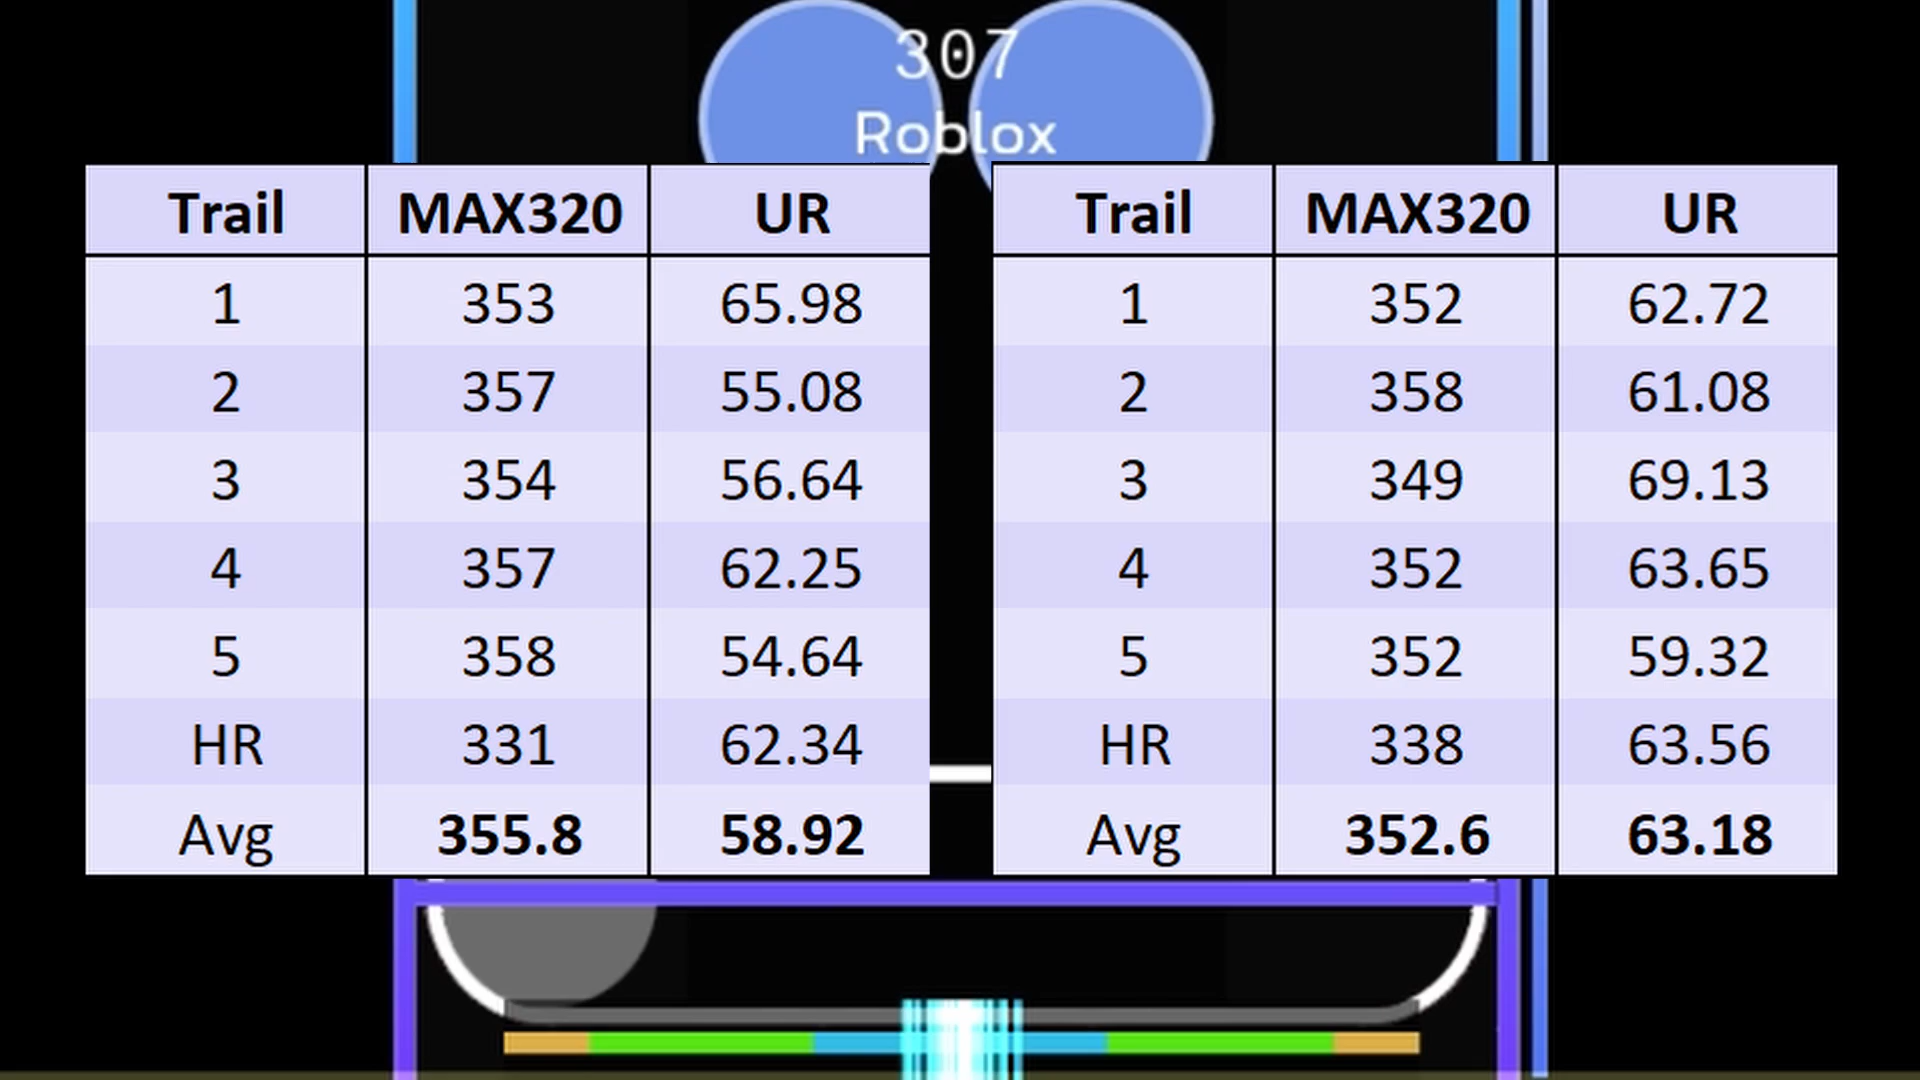 307
Roblox
Trail MAX320 UR
1 353 65.98
2 357 55.08
3 354 56.64
4 357 62.25
5 358 54.64
HR 331 62.34
Avg 355.8 58.92
Trail MAX320 UR
1 352 62.72
2 358 61.08
3 349 69.13
4 352 63.65
5 352 59.32
HR 338 63.56
Avg 352.6 63.18